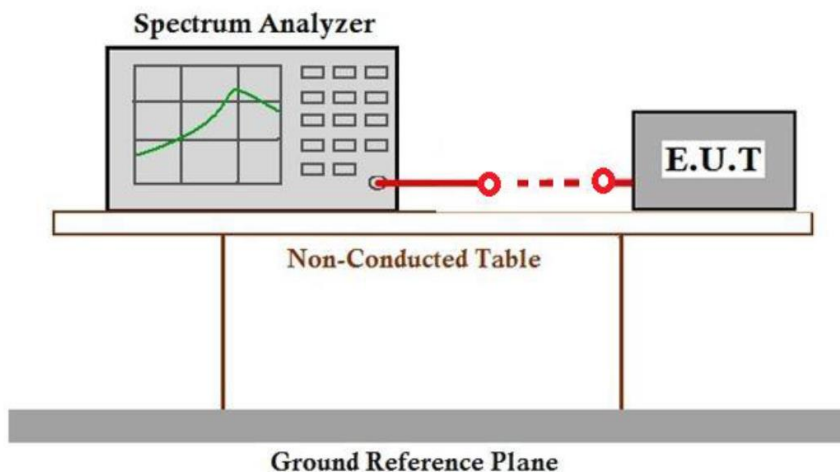 Spectrum Analyzer
E.U.T
Non-Conducted Table
Ground Reference Plane